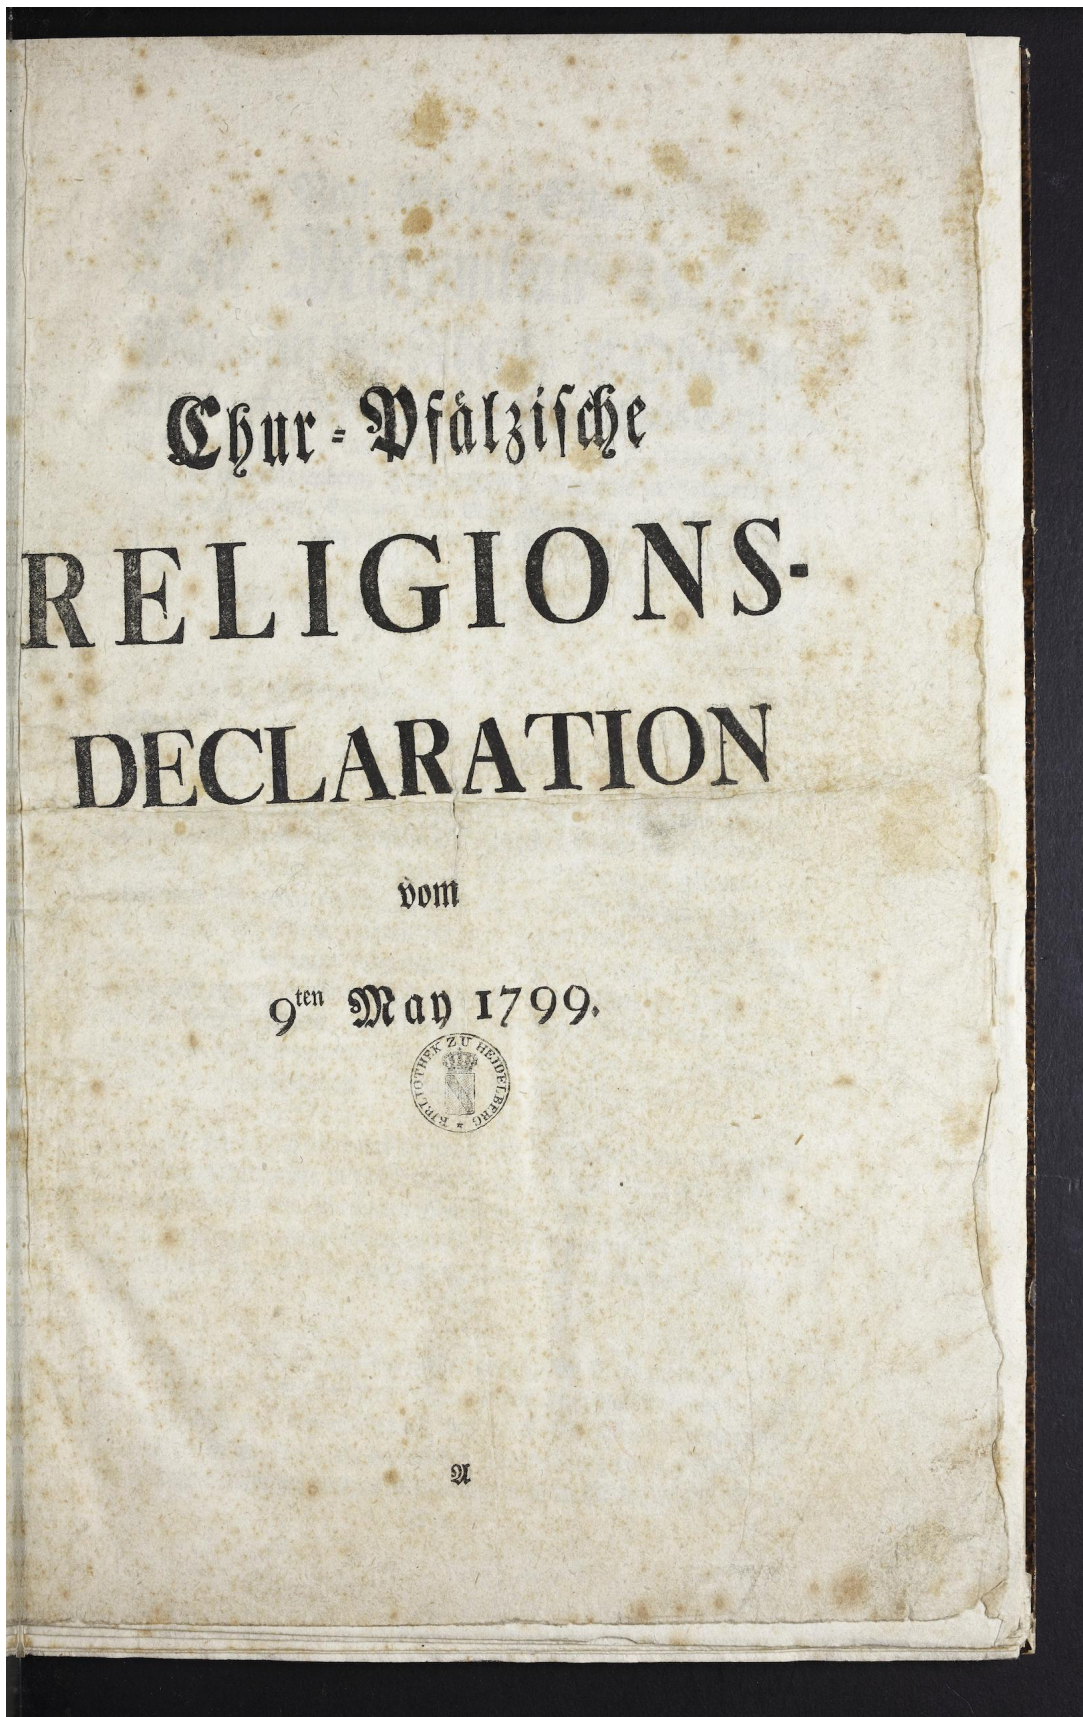 Chur-Pfälzische
RELIGIONS-
DECLARATION
vom
9ten May 1799.
BIBLIOTHEK ZU HEIDELBERG *
A